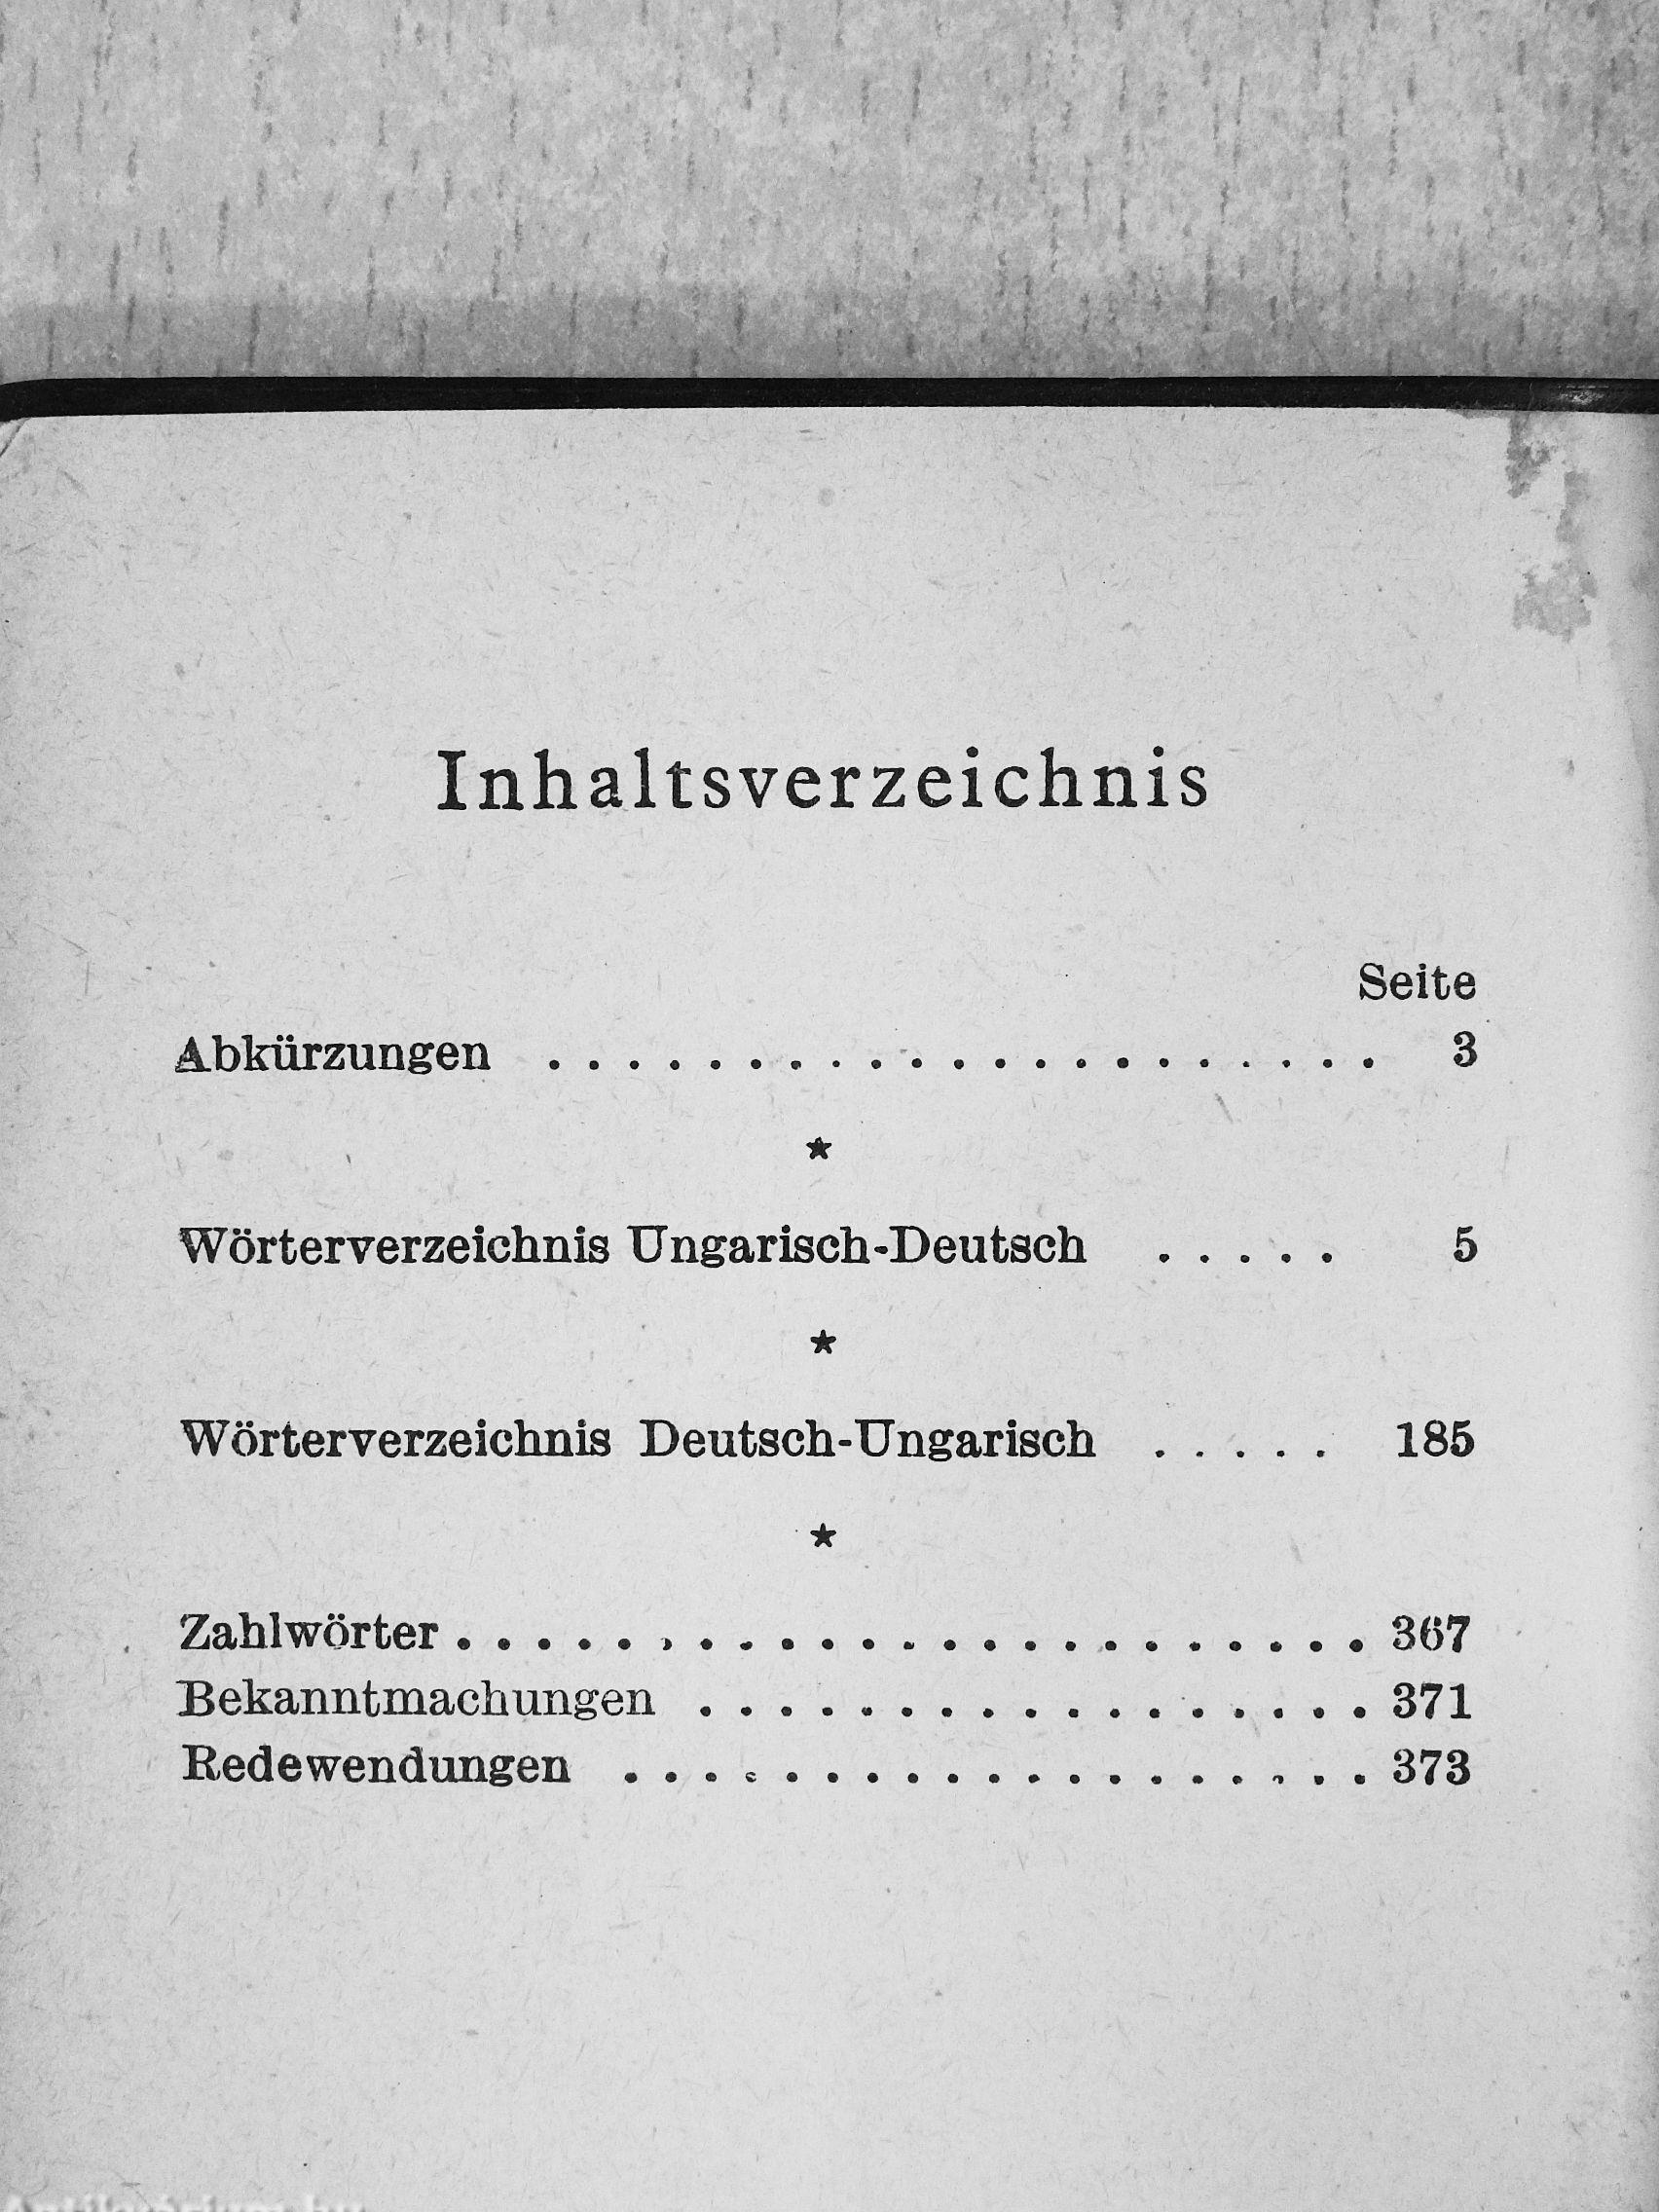 Inhaltsverzeichnis
Seite
Abkürzungen . . . . . . . . . . . . . . . . . . . . . 3
★
Wörterverzeichnis Ungarisch-Deutsch . . . . . 5
★
Wörterverzeichnis Deutsch-Ungarisch . . . . . 185
★
Zahlwörter . . . . . . . . . . . . . . . . . . . . . . . 367
Bekanntmachungen . . . . . . . . . . . . . . . . . 371
Redewendungen . . . . . . . . . . . . . . . . . . . 373